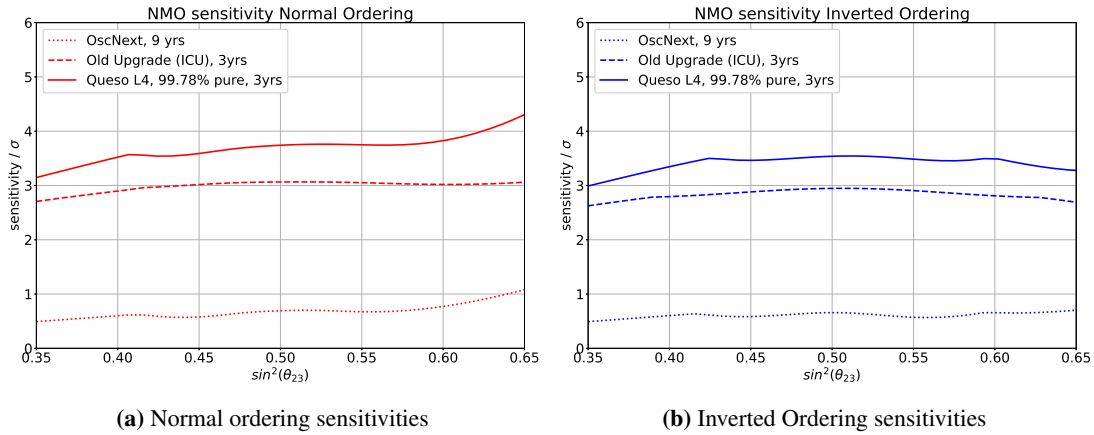 NMO sensitivity Normal Ordering
6
5
4
3
2
1
0
sensitivity / σ
OscNext, 9 yrs
Old Upgrade (ICU), 3yrs
Queso L4, 99.78% pure, 3yrs
0.35 0.40 0.45 0.50 0.55 0.60 0.65
sin²(θ₂₃)
(a) Normal ordering sensitivities
NMO sensitivity Inverted Ordering
6
5
4
3
2
1
0
sensitivity / σ
OscNext, 9 yrs
Old Upgrade (ICU), 3yrs
Queso L4, 99.78% pure, 3yrs
0.35 0.40 0.45 0.50 0.55 0.60 0.65
sin²(θ₂₃)
(b) Inverted Ordering sensitivities